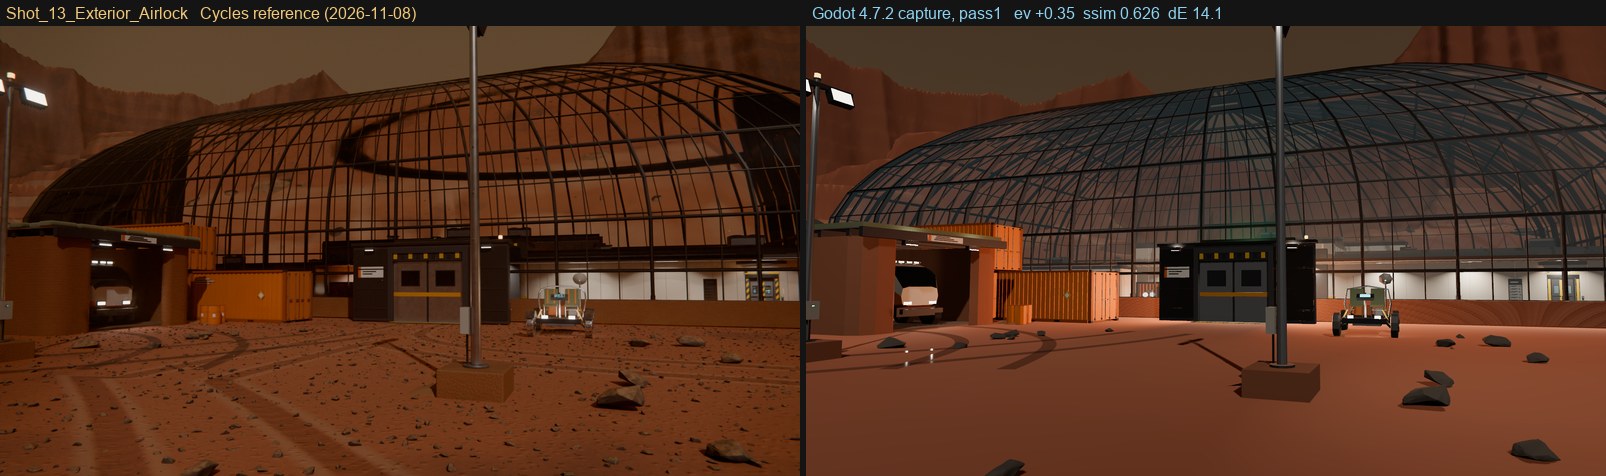 Shot_13_Exterior_Airlock Cycles reference (2026-11-08)
Godot 4.7.2 capture, pass1 ev +0.35 ssim 0.626 dE 14.1